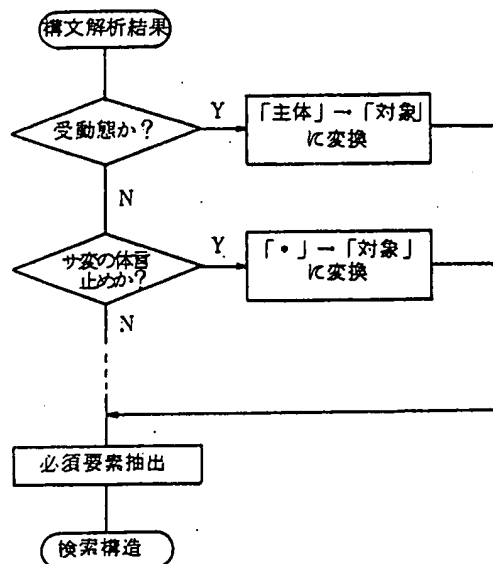 構文解析結果
受動態か?
Y
「主体」→「対象」
に変換
N
サ変の体言
止めか?
Y
「・」→「対象」
に変換
N
必須要素抽出
検索構造